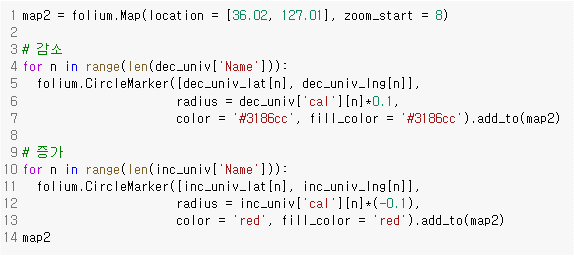 1 map2 = folium.Map(location = [36.02, 127.01], zoom_start = 8)
2
3 # 감소
4 for n in range(len(dec_univ['Name'])):
5   folium.CircleMarker([dec_univ_lat[n], dec_univ_lng[n]],
6                       radius = dec_univ['cal'][n]*0.1,
7                       color = '#3186cc', fill_color = '#3186cc').add_to(map2)
8
9 # 증가
10 for n in range(len(inc_univ['Name'])):
11   folium.CircleMarker([inc_univ_lat[n], inc_univ_lng[n]],
12                       radius = inc_univ['cal'][n]*(-0.1),
13                       color = 'red', fill_color = 'red').add_to(map2)
14 map2